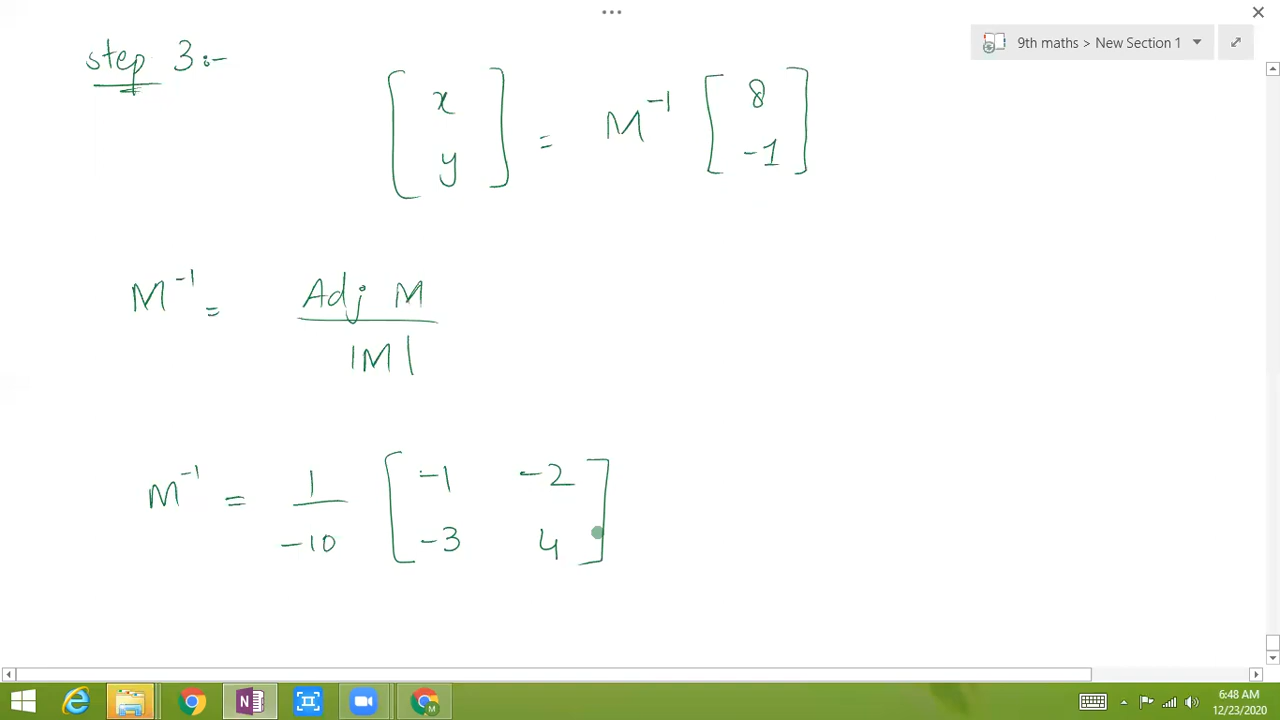 9th maths > New Section 1
step 3:-
[ x y ] = M⁻¹ [ 8 -1 ]
M⁻¹ = Adj M / |M|
M⁻¹ = 1 / -10 [ -1 -2
-3 4 ]
6:48 AM
12/23/2020